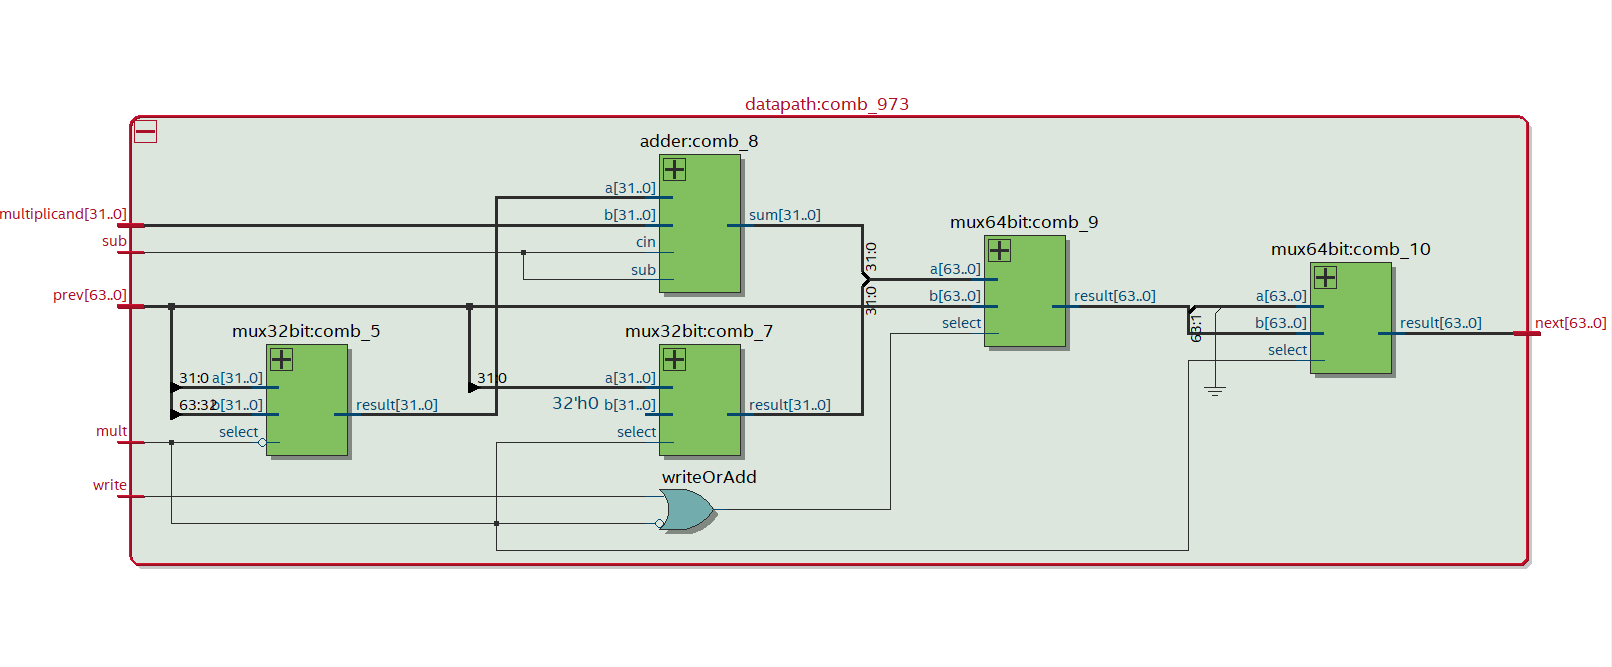 datapath:comb_973
adder:comb_8
a[31..0]
multiplicand[31..0]
b[31..0]
sum[31..0]
mux64bit:comb_9
sub
cin
31:0
mux64bit:comb_10
sub
a[63..0]
prev[63..0]
31:0
b[63..0]
result[63..0]
a[63..0]
mux32bit:comb_5
mux32bit:comb_7
select
63:1
b[63..0]
result[63..0]
next[63..0]
select
31:0
a[31..0]
31:0
a[31..0]
63:32
b[31..0]
result[31..0]
32'h0
b[31..0]
result[31..0]
mult
select
select
writeOrAdd
write